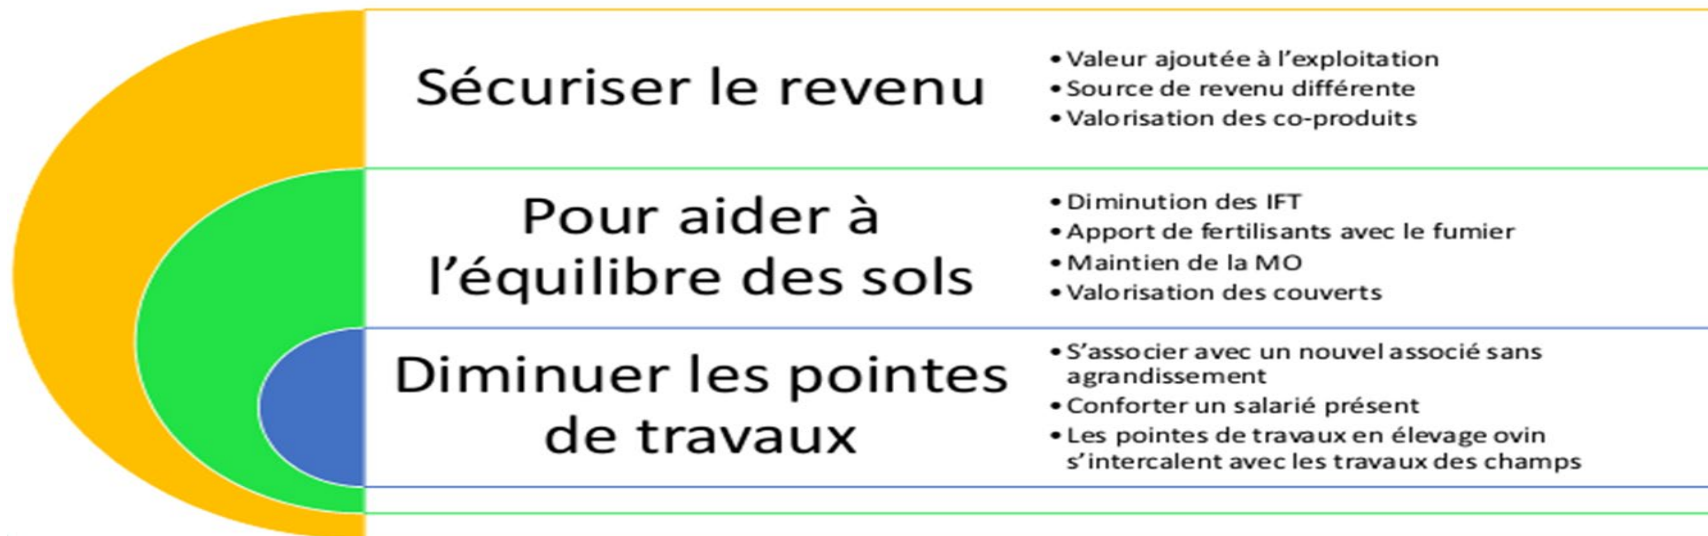 Sécuriser le revenu
• Valeur ajoutée à l’exploitation
• Source de revenu différente
• Valorisation des co-produits
Pour aider à
l’équilibre des sols
• Diminution des IFT
• Apport de fertilisants avec le fumier
• Maintien de la MO
• Valorisation des couverts
Diminuer les pointes
de travaux
• S’associer avec un nouvel associé sans
agrandissement
• Conforter un salarié présent
• Les pointes de travaux en élevage ovin
s’intercalent avec les travaux des champs